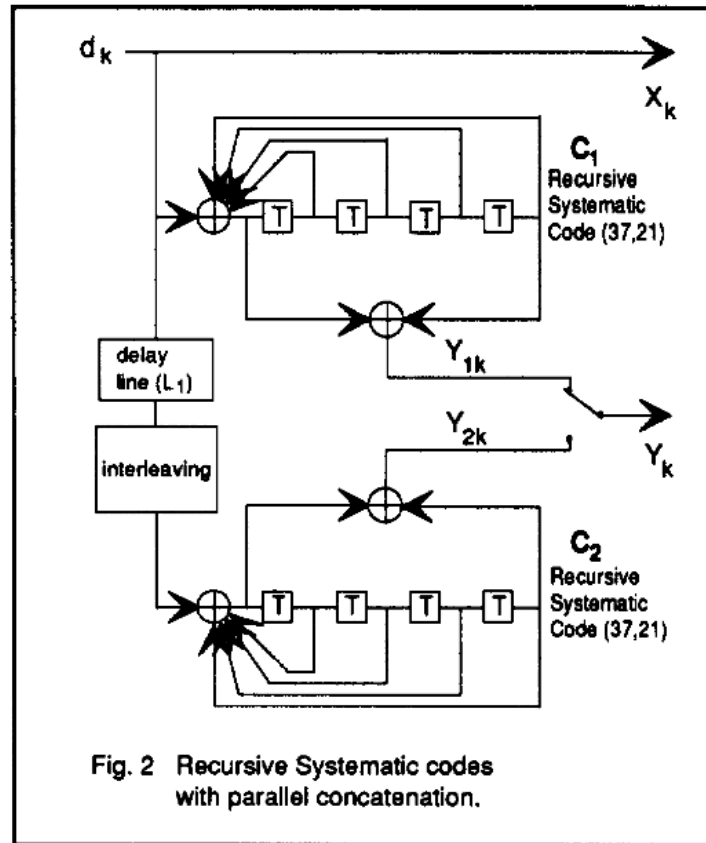 d_k
X_k
C_1
Recursive
Systematic
Code (37,21)
T T T T
delay
line (L_1)
Y_1k
interleaving
Y_2k
Y_k
C_2
Recursive
Systematic
Code (37,21)
T T T T
Fig. 2 Recursive Systematic codes
with parallel concatenation.